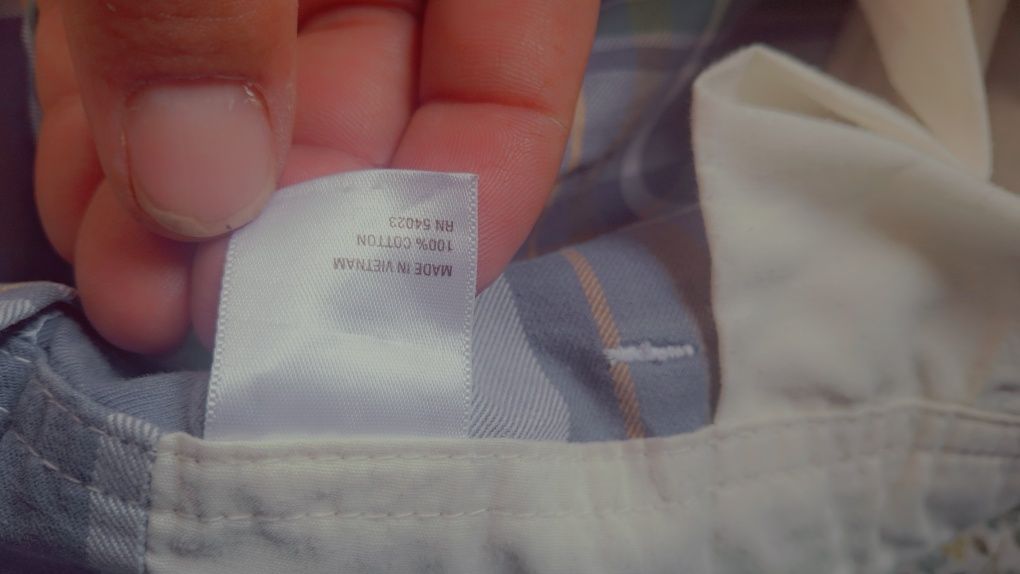 MADE IN VIETNAM
100% COTTON
RN 54023